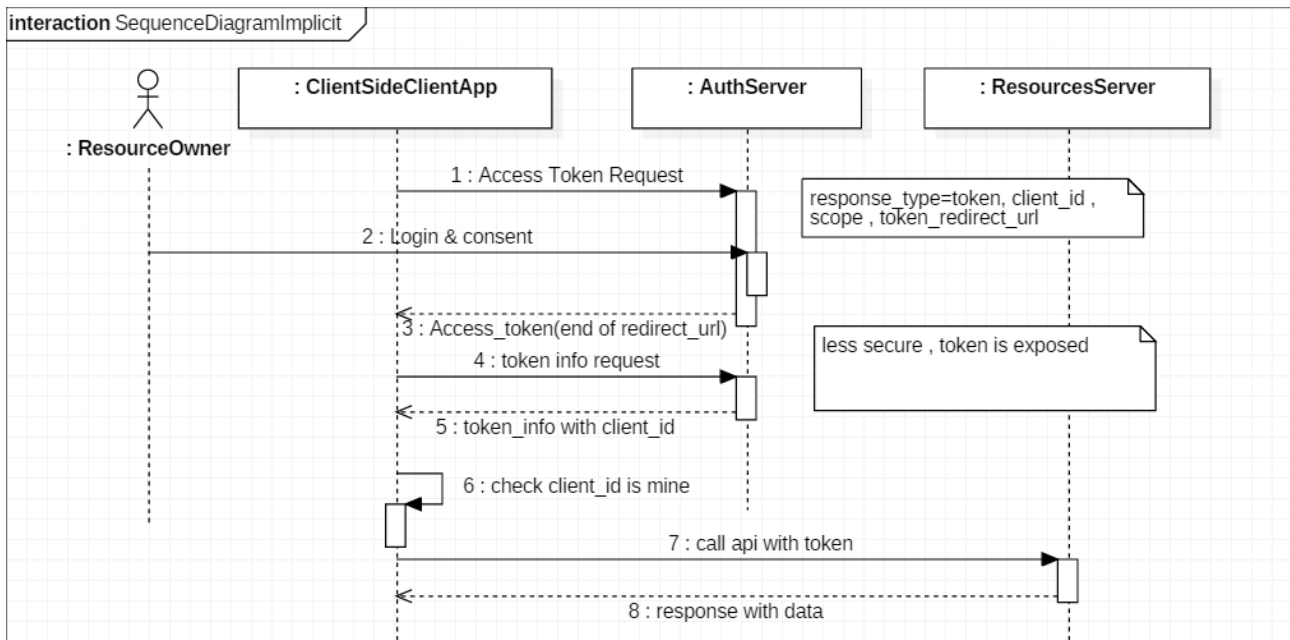 interaction SequenceDiagramImplicit
: ClientSideClientApp
: AuthServer
: ResourcesServer
: ResourceOwner
1 : Access Token Request
response_type=token, client_id ,
scope , token_redirect_url
2 : Login & consent
3 : Access_token(end of redirect_url)
less secure , token is exposed
4 : token info request
5 : token_info with client_id
6 : check client_id is mine
7 : call api with token
8 : response with data